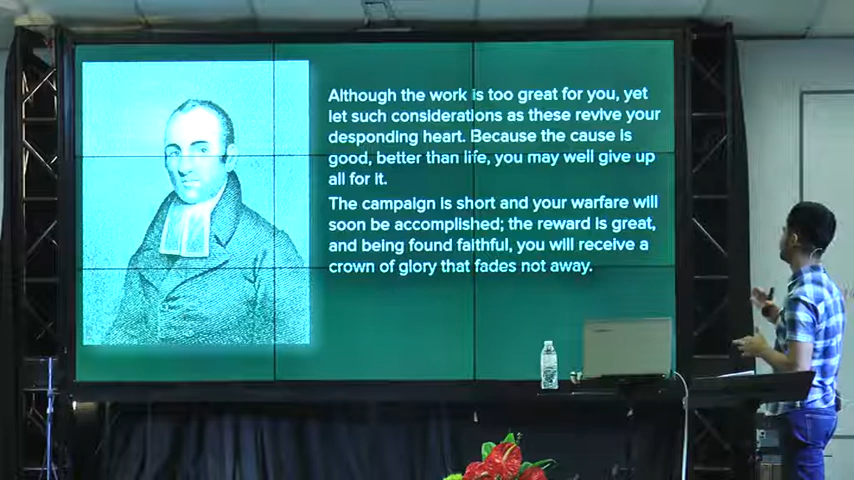 Although the work is too great for you, yet
let such considerations as these revive your
desponding heart. Because the cause is
good, better than life, you may well give up
all for it.
The campaign is short and your warfare will
soon be accomplished; the reward is great,
and being found faithful, you will receive a
crown of glory that fades not away.